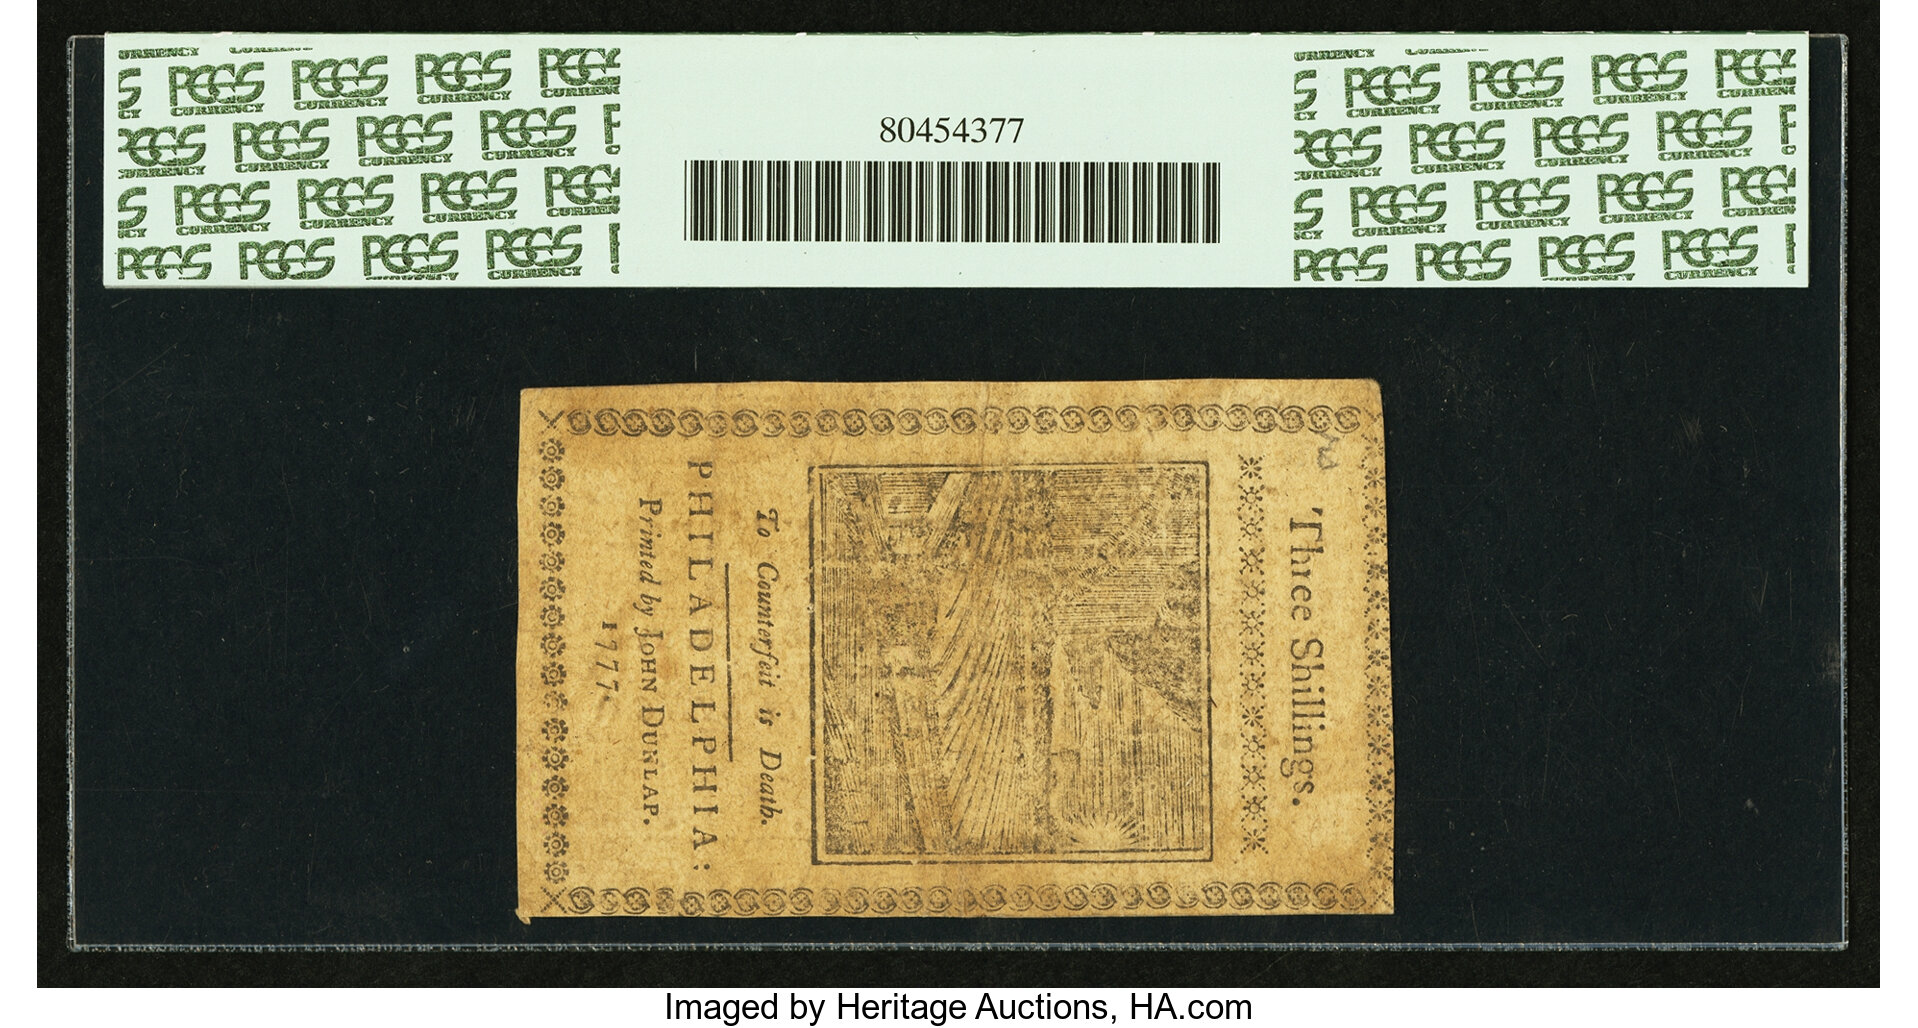 80454377
Three Shillings.
To Counterfeit is Death.
PHILADELPHIA:
Printed by JOHN DUNLAP.
1777.
PCGS CURRENCY
Imaged by Heritage Auctions, HA.com